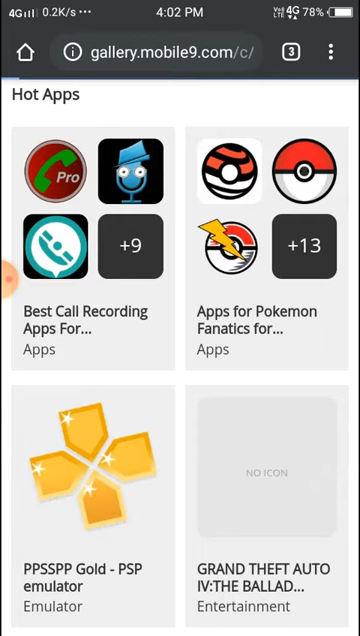 4G 0.2K/s ··· 4:02 PM VoLTE 4G 78%
gallery.mobile9.com/c/ 3
Hot Apps
Pro
+9
+13
Best Call Recording
Apps For...
Apps
Apps for Pokemon
Fanatics for...
Apps
NO ICON
PPSSPP Gold - PSP
emulator
Emulator
GRAND THEFT AUTO
IV:THE BALLAD...
Entertainment